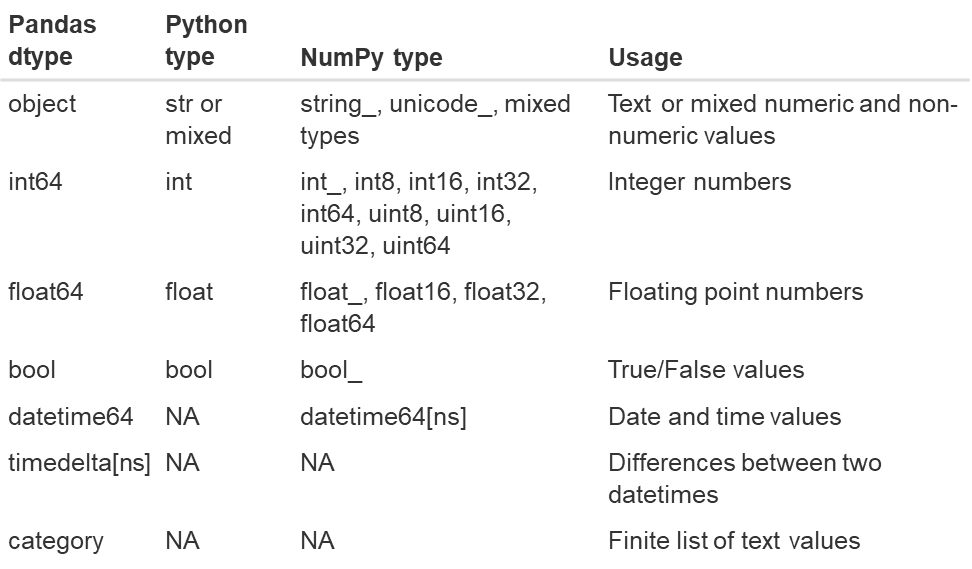 Pandas Python
dtype type NumPy type Usage
object str or string_, unicode_, mixed Text or mixed numeric and non-
mixed types numeric values
int64 int int_, int8, int16, int32, Integer numbers
int64, uint8, uint16,
uint32, uint64
float64 float float_, float16, float32, Floating point numbers
float64
bool bool bool_ True/False values
datetime64 NA datetime64[ns] Date and time values
timedelta[ns] NA NA Differences between two
datetimes
category NA NA Finite list of text values